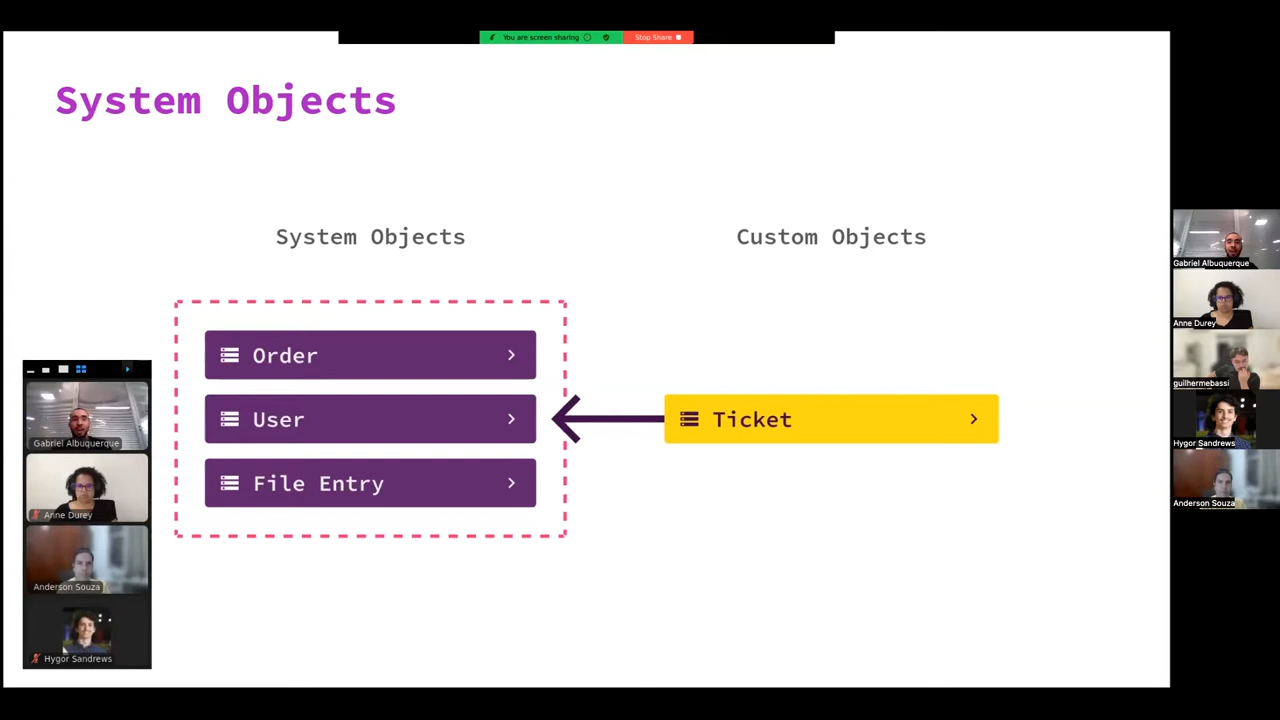 You are screen sharing
Stop Share
System Objects
System Objects
Custom Objects
Order
User
File Entry
Ticket
Gabriel Albuquerque
Anne Durey
Anderson Souza
Hygor Sandrews
Gabriel Albuquerque
Anne Durey
guilhermebassi
Hygor Sandrews
Anderson Souza